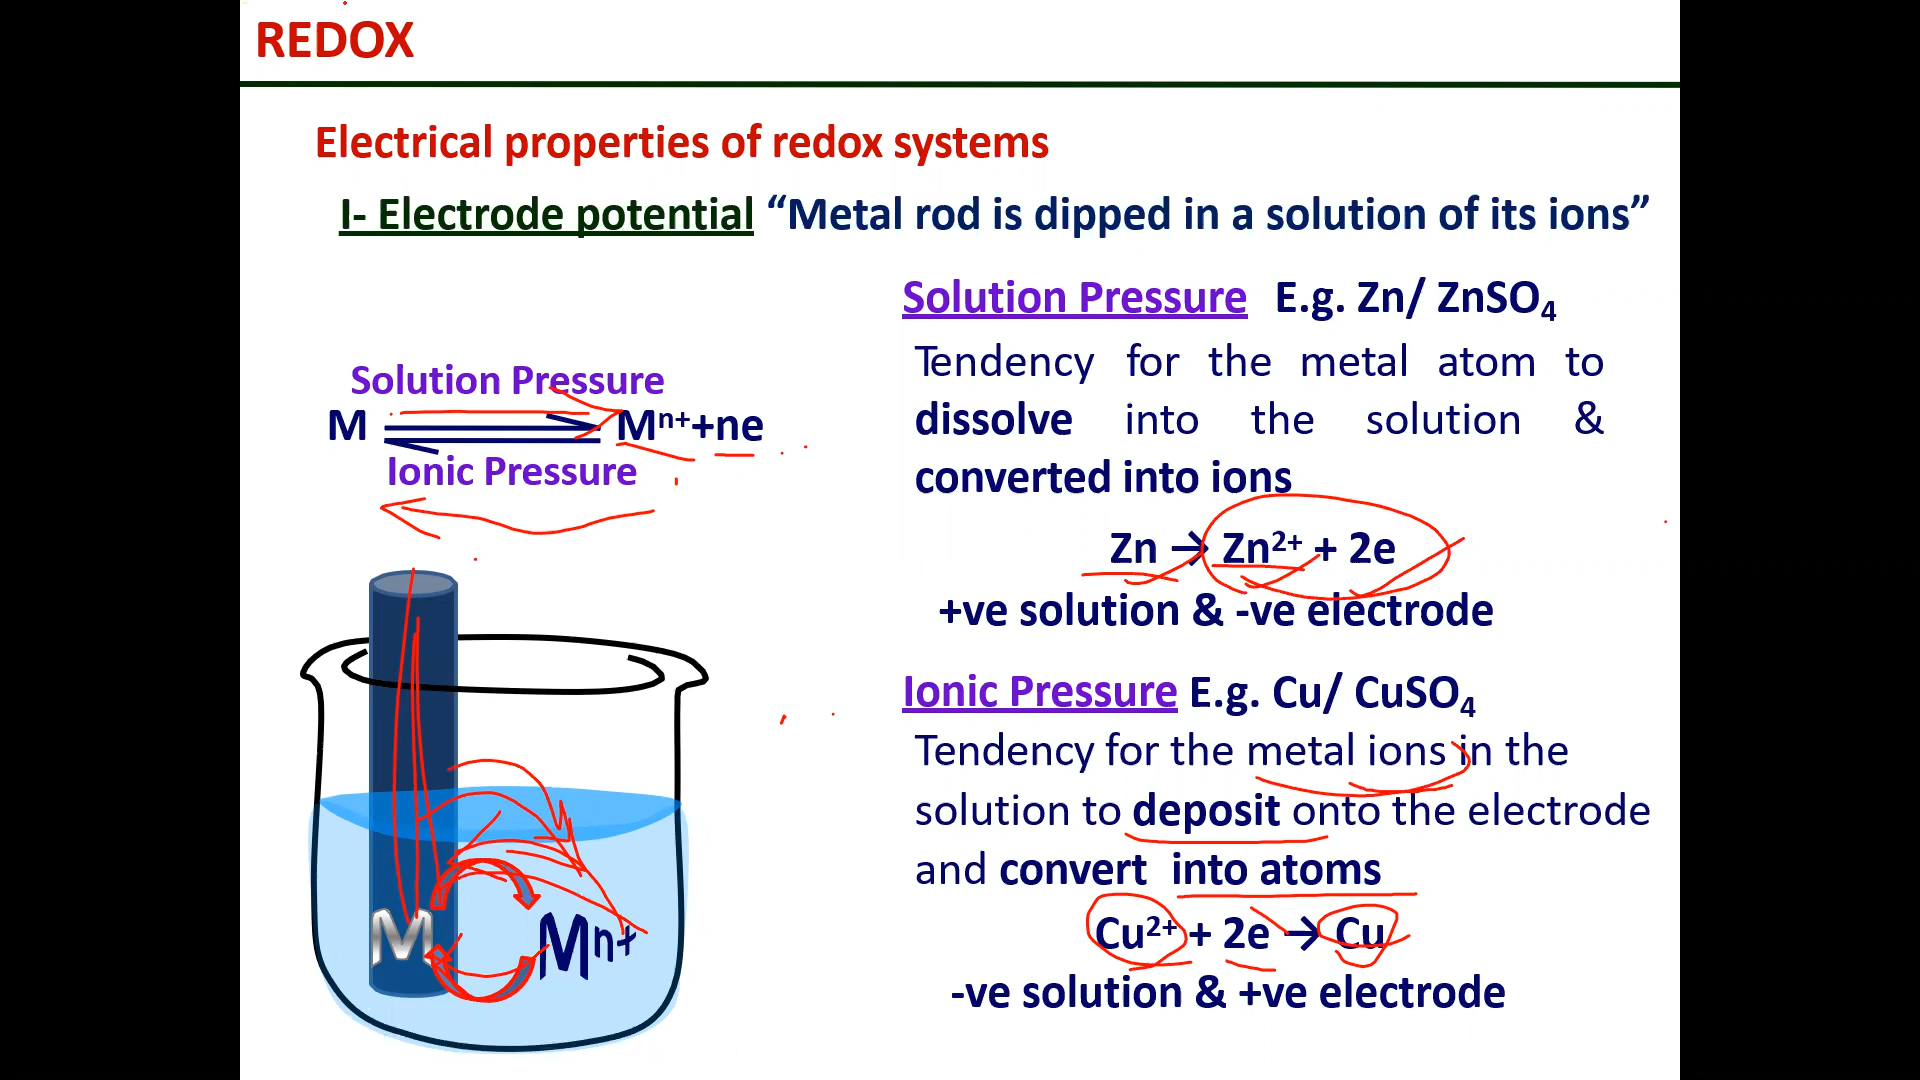 REDOX
Electrical properties of redox systems
I- Electrode potential “Metal rod is dipped in a solution of its ions”
Solution Pressure
M ⇌ Mⁿ⁺+ne
Ionic Pressure
M
Mⁿ⁺
Solution Pressure E.g. Zn/ ZnSO₄
Tendency for the metal atom to
dissolve into the solution &
converted into ions
Zn → Zn²⁺ + 2e
+ve solution & -ve electrode
Ionic Pressure E.g. Cu/ CuSO₄
Tendency for the metal ions in the
solution to deposit onto the electrode
and convert into atoms
Cu²⁺ + 2e → Cu
-ve solution & +ve electrode